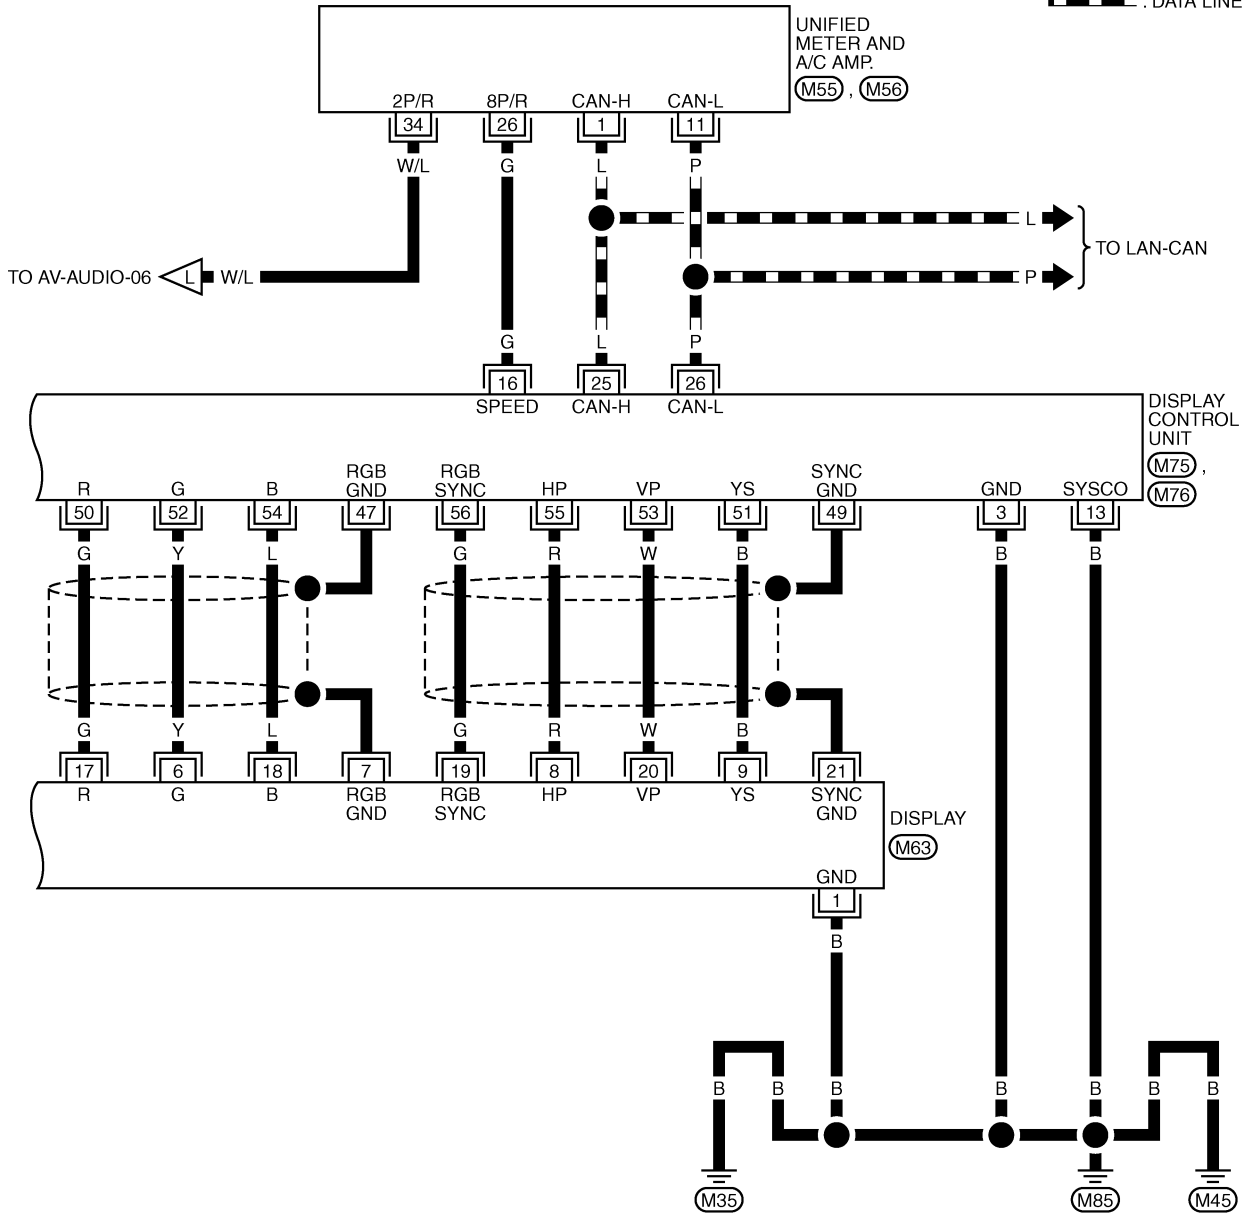 : DATA LINE
UNIFIED
METER AND
A/C AMP.
M55 , M56
2P/R 8P/R CAN-H CAN-L
34 26 1 11
W/L G L P
L
TO LAN-CAN
TO AV-AUDIO-06 L W/L
P
G L P
16 25 26
SPEED CAN-H CAN-L
DISPLAY
CONTROL
UNIT
M75 ,
M76
RGB RGB SYNC
R G B GND SYNC HP VP YS GND GND SYSCO
50 52 54 47 56 55 53 51 49 3 13
G Y L G R W B B B
G Y L G R W B
17 6 18 7 19 8 20 9 21
R G B RGB RGB HP VP YS SYNC
GND SYNC GND
DISPLAY
M63
GND
1
B
B B B B B B B
M35 M85 M45